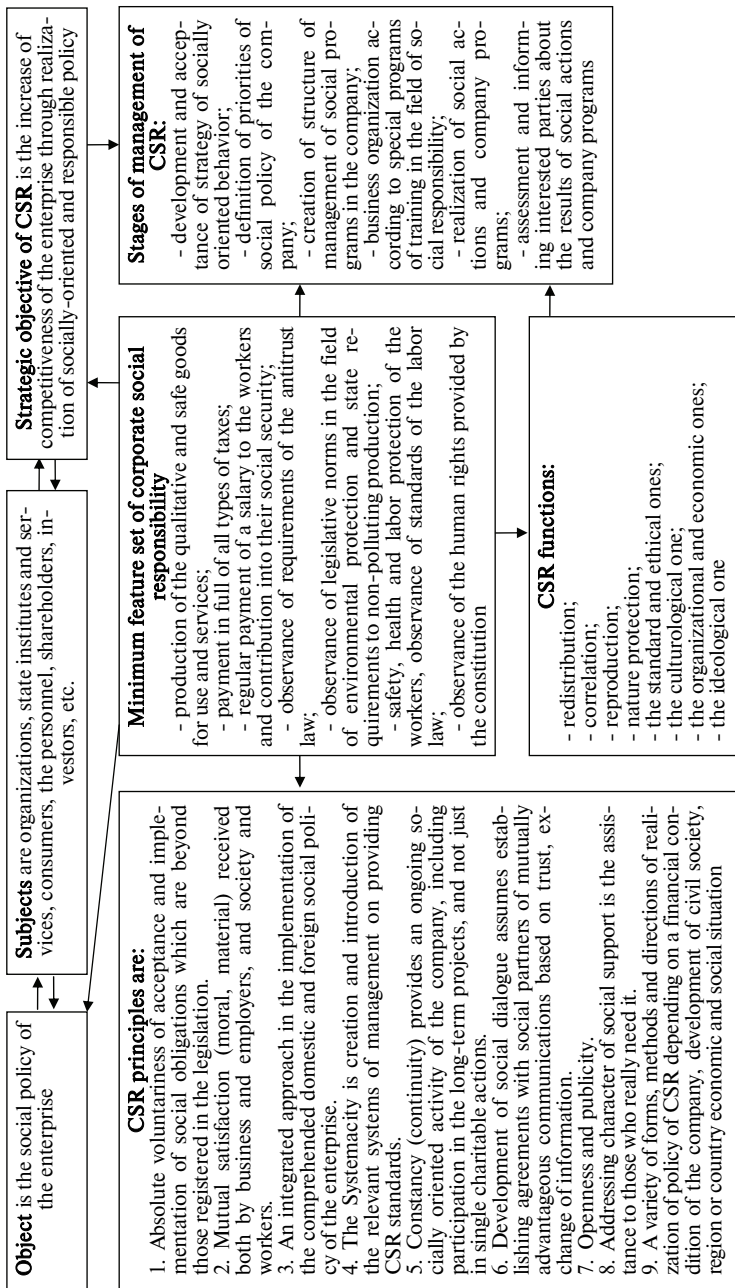 Object is the social policy of
the enterprise
Subjects are organizations, state institutes and ser-
vices, consumers, the personnel, shareholders, in-
vestors, etc.
Strategic objective of CSR is the increase of
competitiveness of the enterprise through realiza-
tion of socially-oriented and responsible policy
CSR principles are:
1. Absolute voluntariness of acceptance and imple-
mentation of social obligations which are beyond
those registered in the legislation.
2. Mutual satisfaction (moral, material) received
both by business and employers, and society and
workers.
3. An integrated approach in the implementation of
the comprehended domestic and foreign social poli-
cy of the enterprise.
4. The Systemacity is creation and introduction of
the relevant systems of management on providing
CSR standards.
5. Constancy (continuity) provides an ongoing so-
cially oriented activity of the company, including
participation in the long-term projects, and not just
in single charitable actions.
6. Development of social dialogue assumes estab-
lishing agreements with social partners of mutually
advantageous communications based on trust, ex-
change of information.
7. Openness and publicity.
8. Addressing character of social support is the assis-
tance to those who really need it.
9. A variety of forms, methods and directions of reali-
zation of policy of CSR depending on a financial con-
dition of the company, development of civil society,
region or country economic and social situation
Minimum feature set of corporate social
responsibility
- production of the qualitative and safe goods
for use and services;
- payment in full of all types of taxes;
- regular payment of a salary to the workers
and contribution into their social security;
- observance of requirements of the antitrust
law;
- observance of legislative norms in the field
of environmental protection and state re-
quirements to non-polluting production;
- safety, health and labor protection of the
workers, observance of standards of the labor
law;
- observance of the human rights provided by
the constitution
Stages of management of
CSR:
- development and accep-
tance of strategy of socially
oriented behavior;
- definition of priorities of
social policy of the com-
pany;
- creation of structure of
management of social pro-
grams in the company;
- business organization ac-
cording to special programs
of training in the field of so-
cial responsibility;
- realization of social ac-
tions and company pro-
grams;
- assessment and inform-
ing interested parties about
the results of social actions
and company programs
CSR functions:
- redistribution;
- correlation;
- reproduction;
- nature protection;
- the standard and ethical ones;
- the culturological one;
- the organizational and economic ones;
- the ideological one